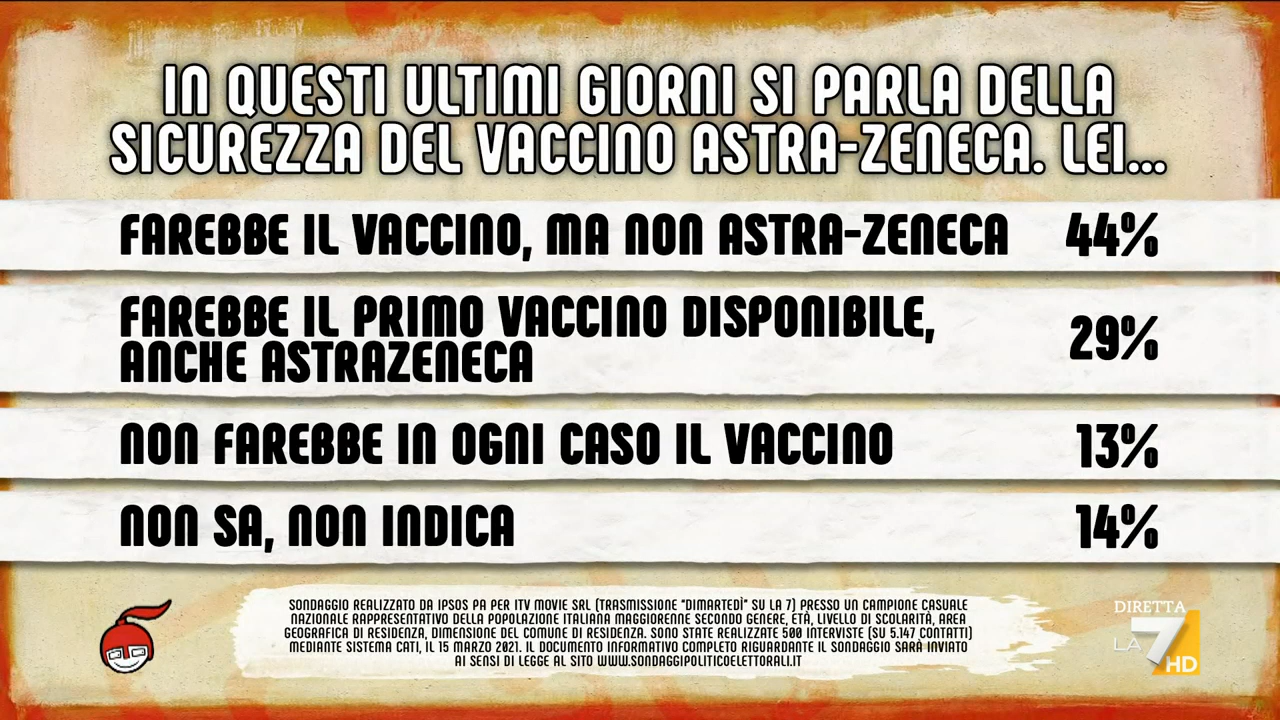 IN QUESTI ULTIMI GIORNI SI PARLA DELLA
SICUREZZA DEL VACCINO ASTRA-ZENECA. LEI...
FAREBBE IL VACCINO, MA NON ASTRA-ZENECA 44%
FAREBBE IL PRIMO VACCINO DISPONIBILE,
ANCHE ASTRAZENECA 29%
NON FAREBBE IN OGNI CASO IL VACCINO 13%
NON SA, NON INDICA 14%
SONDAGGIO REALIZZATO DA IPSOS PA PER ITV MOVIE SRL (TRASMISSIONE "DIMARTEDÌ" SU LA 7) PRESSO UN CAMPIONE CASUALE
NAZIONALE RAPPRESENTATIVO DELLA POPOLAZIONE ITALIANA MAGGIORENNE SECONDO GENERE, ETÀ, LIVELLO DI SCOLARITÀ, AREA
GEOGRAFICA DI RESIDENZA, DIMENSIONE DEL COMUNE DI RESIDENZA. SONO STATE REALIZZATE 500 INTERVISTE (SU 5.147 CONTATTI)
MEDIANTE SISTEMA CATI, IL 15 MARZO 2021. IL DOCUMENTO INFORMATIVO COMPLETO RIGUARDANTE IL SONDAGGIO SARÀ INVIATO
AI SENSI DI LEGGE AL SITO WWW.SONDAGGIPOLITICOELETTORALI.IT
DIRETTA
LA 7 HD